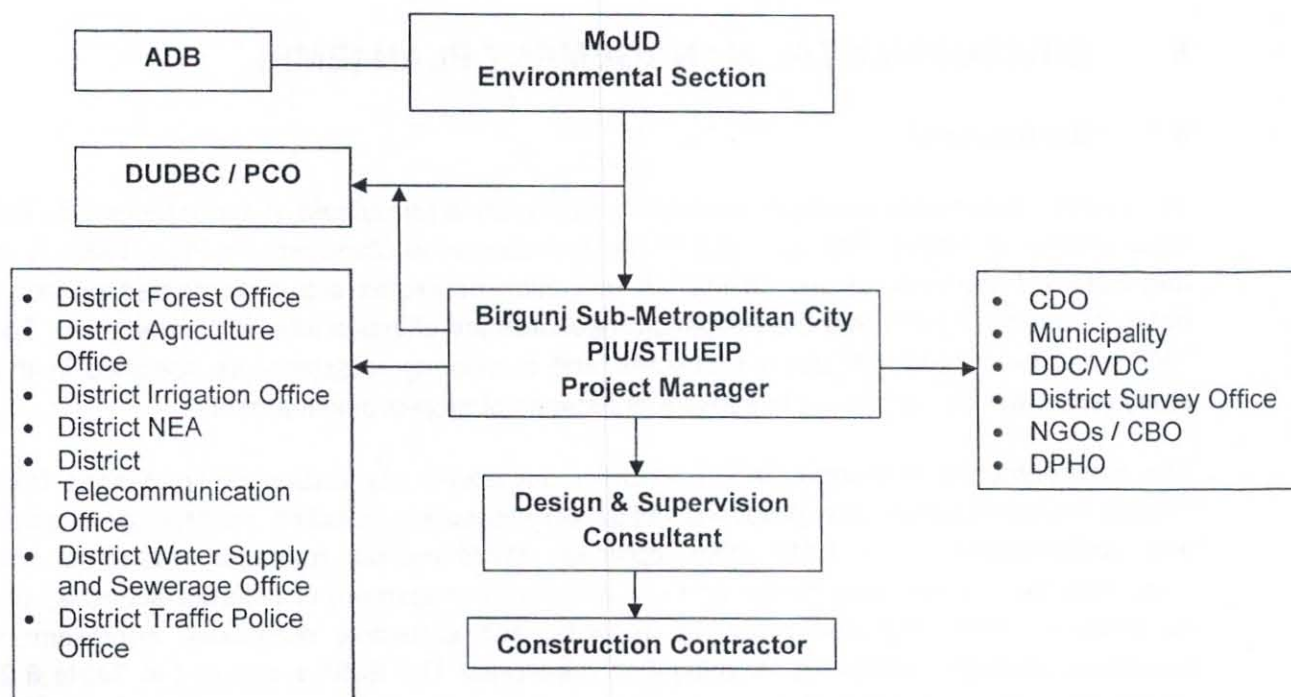 ADB
MoUD
Environmental Section
DUDBC / PCO
• District Forest Office
• District Agriculture
Office
• District Irrigation Office
• District NEA
• District
Telecommunication
Office
• District Water Supply
and Sewerage Office
• District Traffic Police
Office
Birgunj Sub-Metropolitan City
PIU/STIUEIP
Project Manager
• CDO
• Municipality
• DDC/VDC
• District Survey Office
• NGOs / CBO
• DPHO
Design & Supervision
Consultant
Construction Contractor